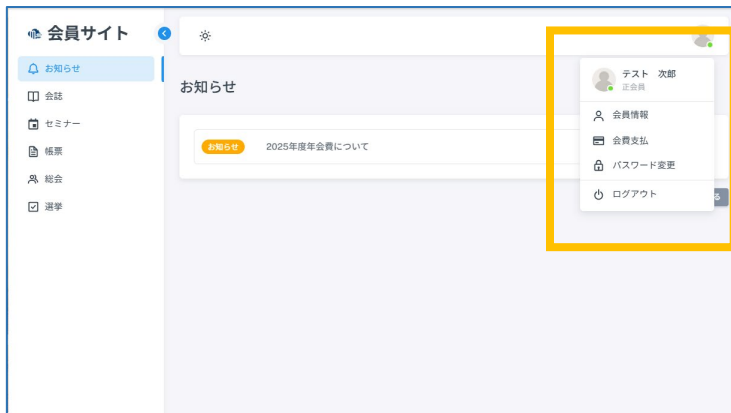 会員サイト
お知らせ
会誌
セミナー
帳票
総会
選挙
お知らせ
お知らせ 2025年度年会費について
テスト 次郎
正会員
会員情報
会費支払
パスワード変更
ログアウト
る